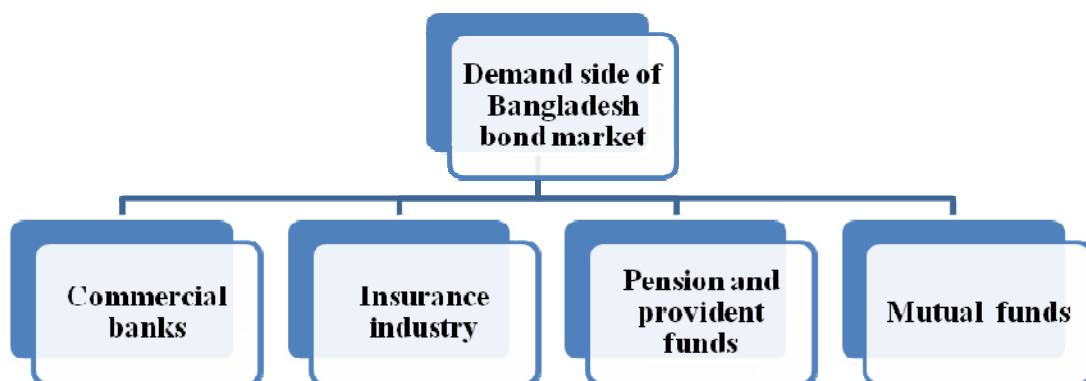 Demand side of
Bangladesh
bond market
Commercial
banks
Insurance
industry
Pension and
provident
funds
Mutual funds